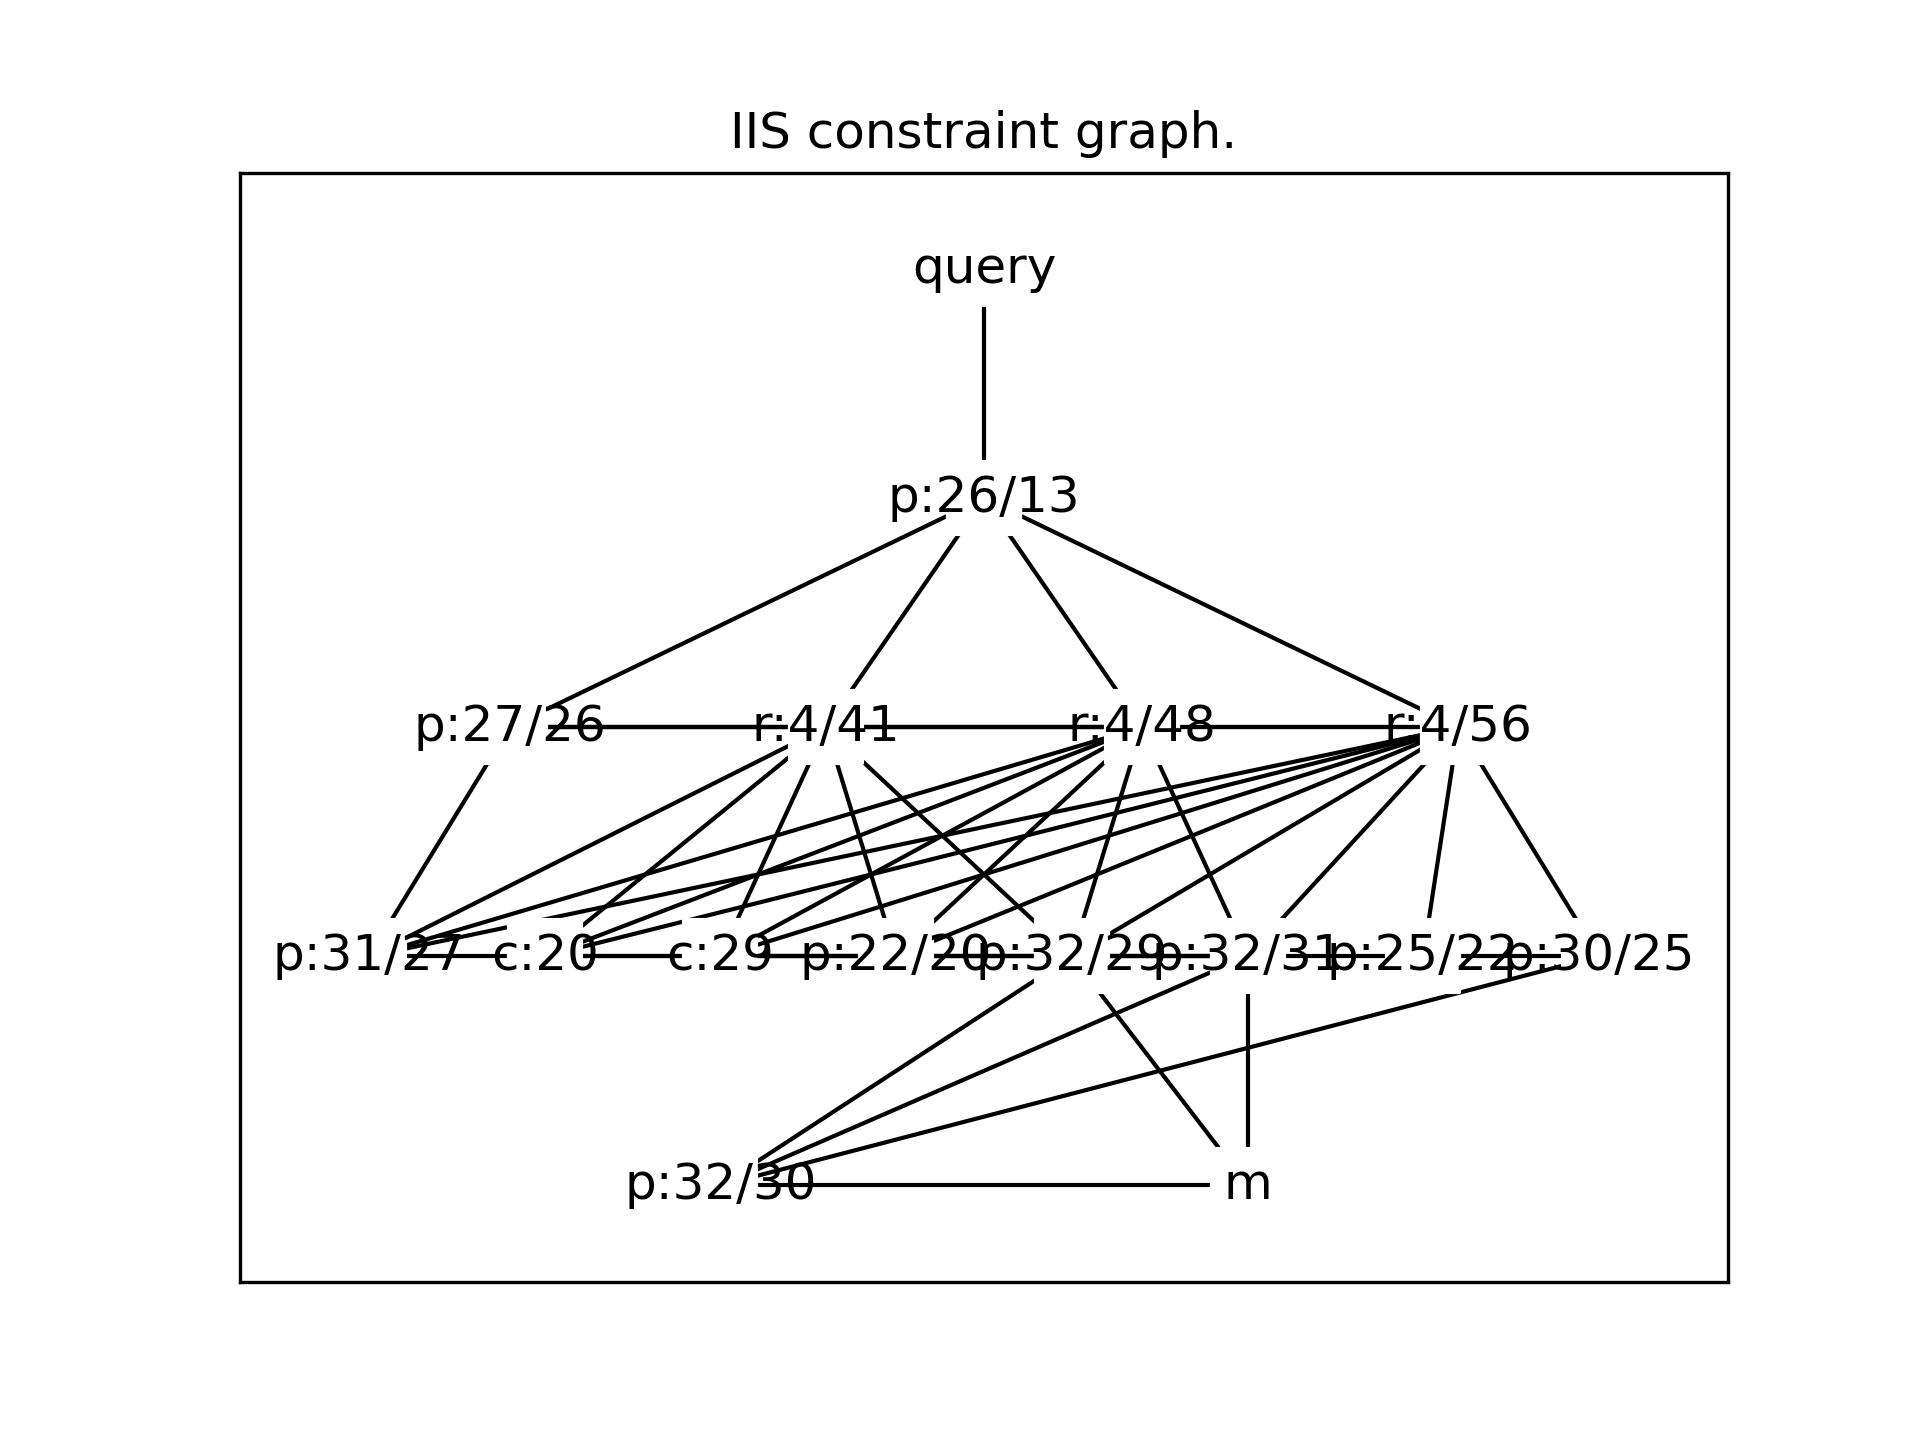 IIS constraint graph.
query
p:26/13
p:27/26 r:4/41 r:4/48 r:4/56
p:31/27 c:20 c:29 p:22/20 p:32/29 p:32/31 p:25/22 p:30/25
p:32/30 m